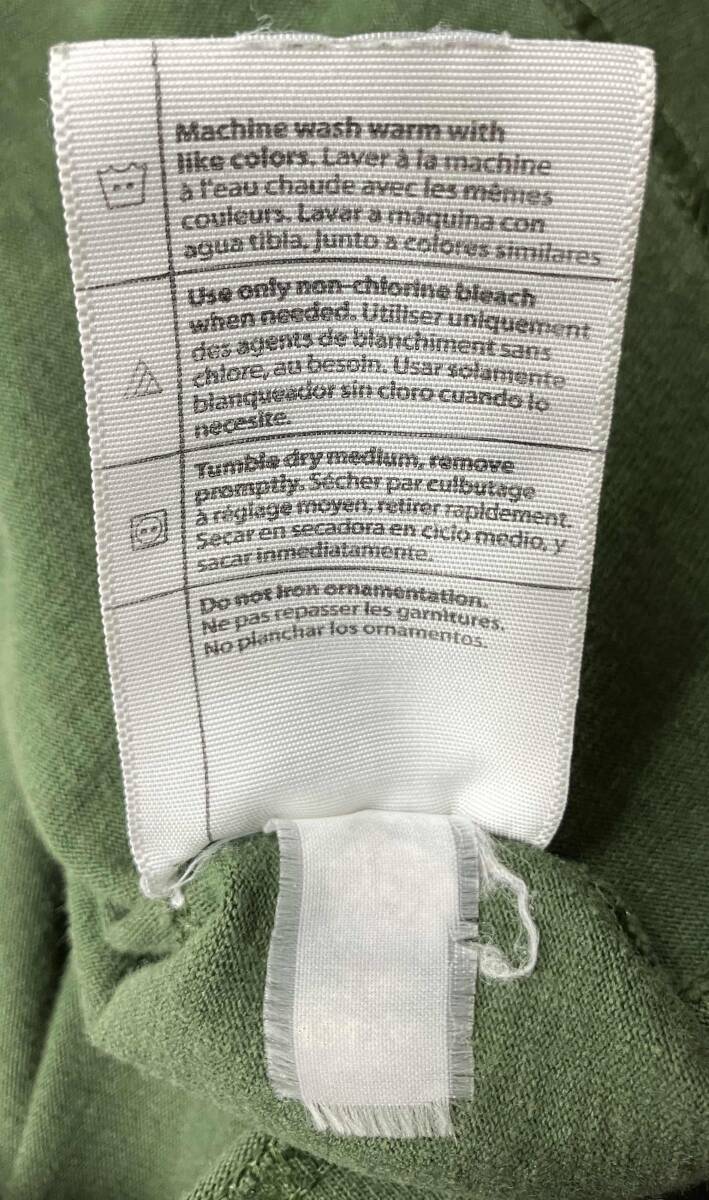 Machine wash warm with
like colors. Laver à la machine
à l'eau chaude avec les mêmes
couleurs. Lavar a máquina con
agua tibia, junto a colores similares
Use only non-chlorine bleach
when needed. Utiliser uniquement
des agents de blanchiment sans
chlore, au besoin. Usar solamente
blanqueador sin cloro cuando lo
necesite.
Tumble dry medium, remove
promptly. Sécher par culbutage
à réglage moyen, retirer rapidement.
Secar en secadora en ciclo medio, y
sacar inmediatamente.
Do not iron ornamentation.
Ne pas repasser les garnitures.
No planchar los ornamentos.